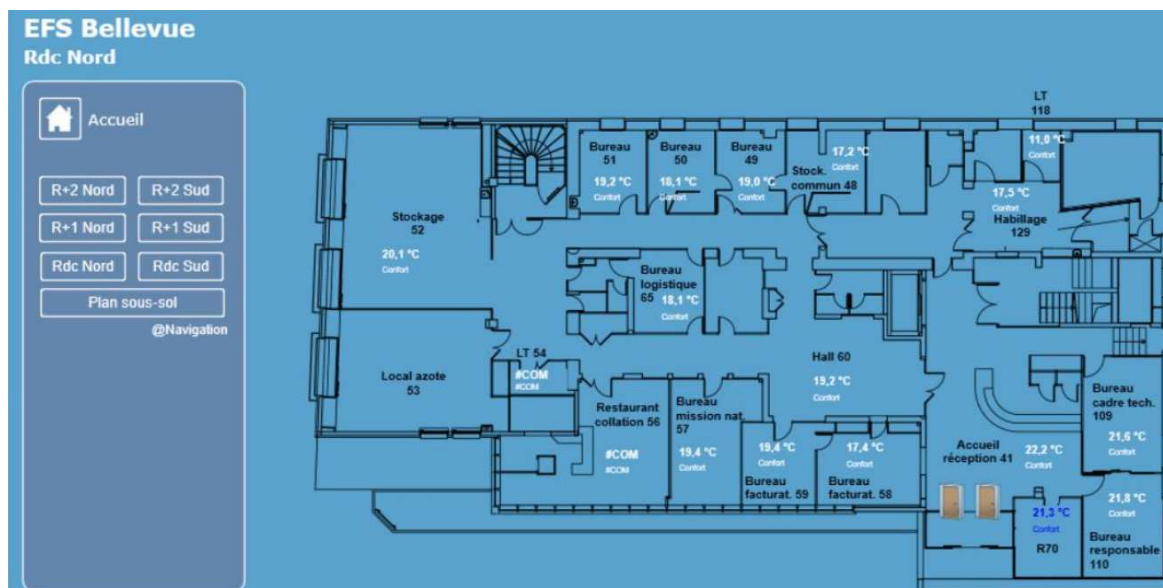 EFS Bellevue
Rdc Nord
Accueil
R+2 Nord
R+2 Sud
R+1 Nord
R+1 Sud
Rdc Nord
Rdc Sud
Plan sous-sol
@Navigation
LT
118
11,0 °C
Confort
Bureau
51
19,2 °C
Confort
Bureau
50
18,1 °C
Confort
Bureau
49
19,0 °C
Confort
17,2 °C
Confort
Stock.
commun 48
17,5 °C
Confort
Habillage
129
Stockage
52
20,1 °C
Confort
Bureau
logistique
65
18,1 °C
Confort
LT 54
#COM
#COM
Hall 60
19,2 °C
Confort
Local azote
53
Restaurant
collation 56
#COM
#COM
Bureau
mission nat.
57
19,4 °C
Confort
19,4 °C
Confort
Bureau
facturat. 59
17,4 °C
Confort
Bureau
facturat. 58
Accueil
réception 41
22,2 °C
Confort
Bureau
cadre tech.
109
21,6 °C
Confort
21,3 °C
Confort
R70
21,8 °C
Confort
Bureau
responsable
110